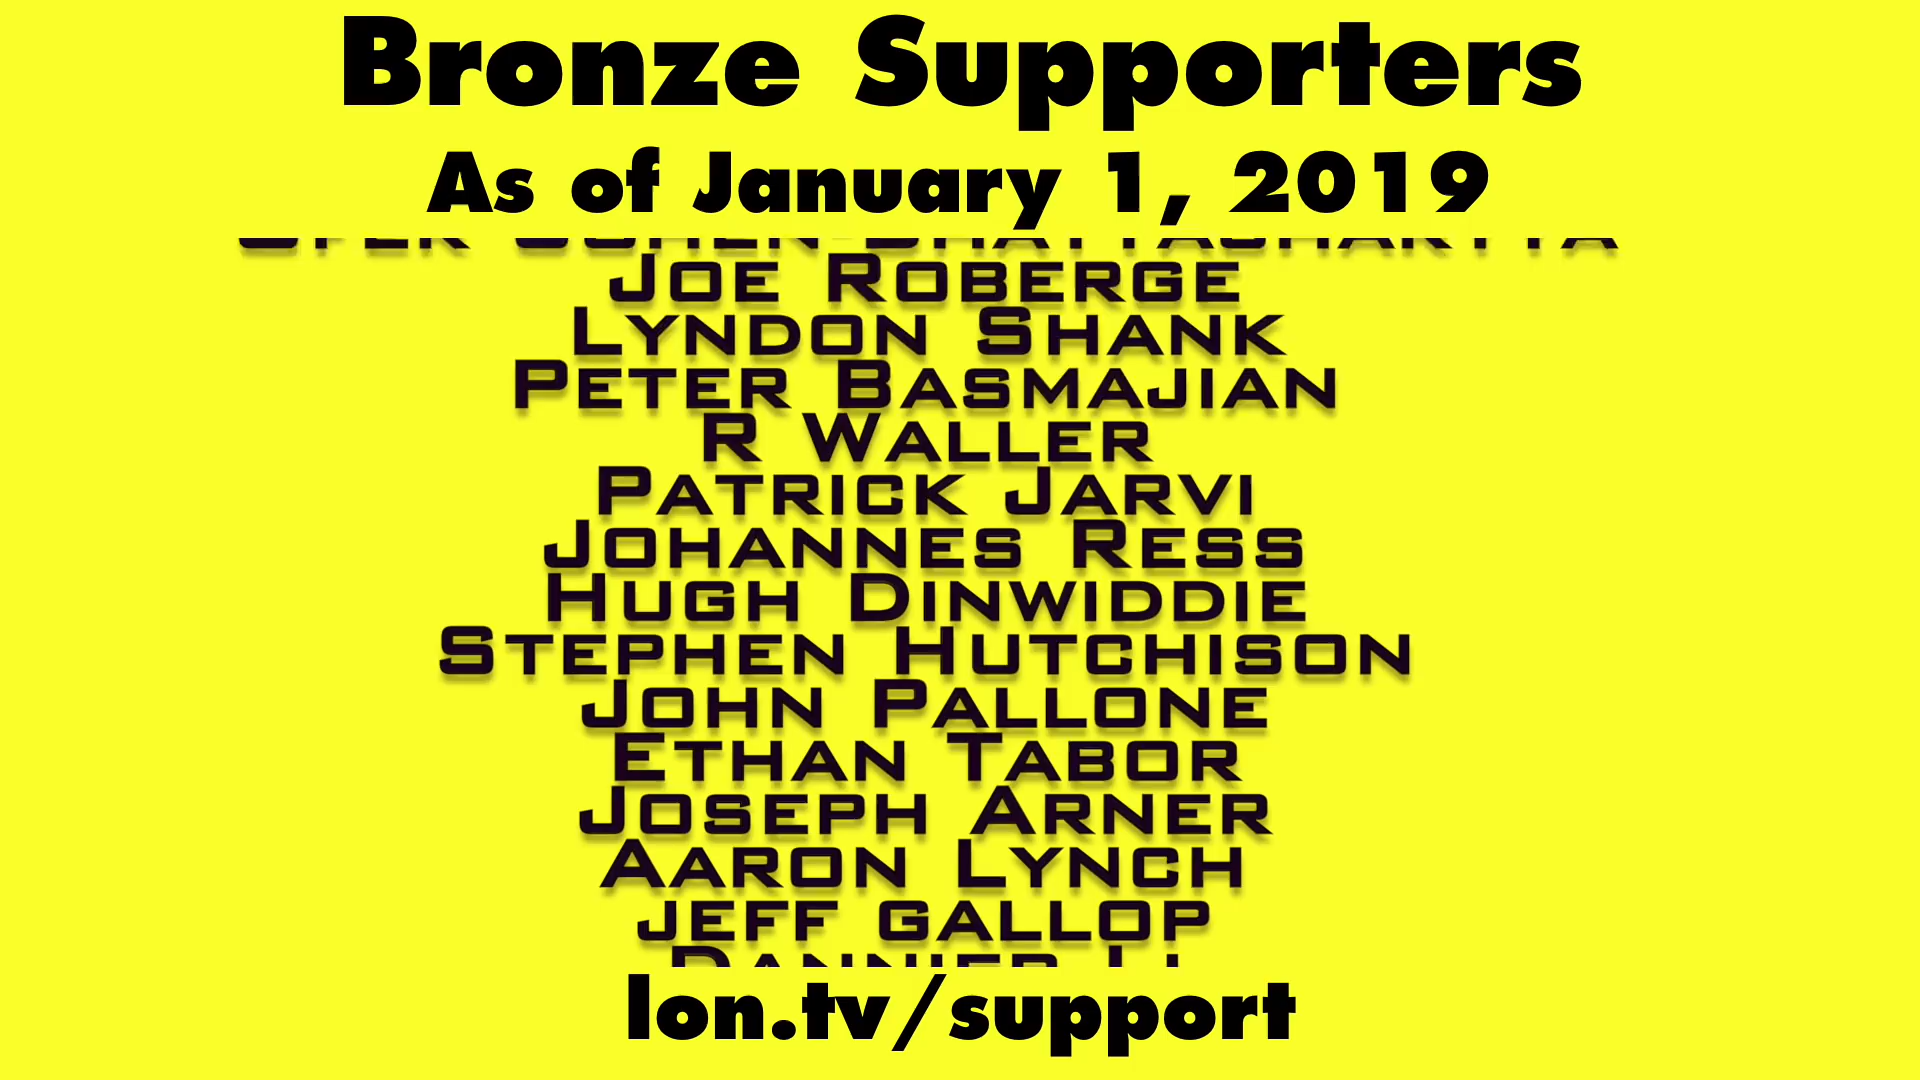 Bronze Supporters
As of January 1, 2019
Joe Roberge
Lyndon Shank
Peter Basmajian
R Waller
Patrick Jarvi
Johannes Ress
Hugh Dinwiddie
Stephen Hutchison
John Pallone
Ethan Tabor
Joseph Arner
Aaron Lynch
JEFF GALLOP
lon.tv/support